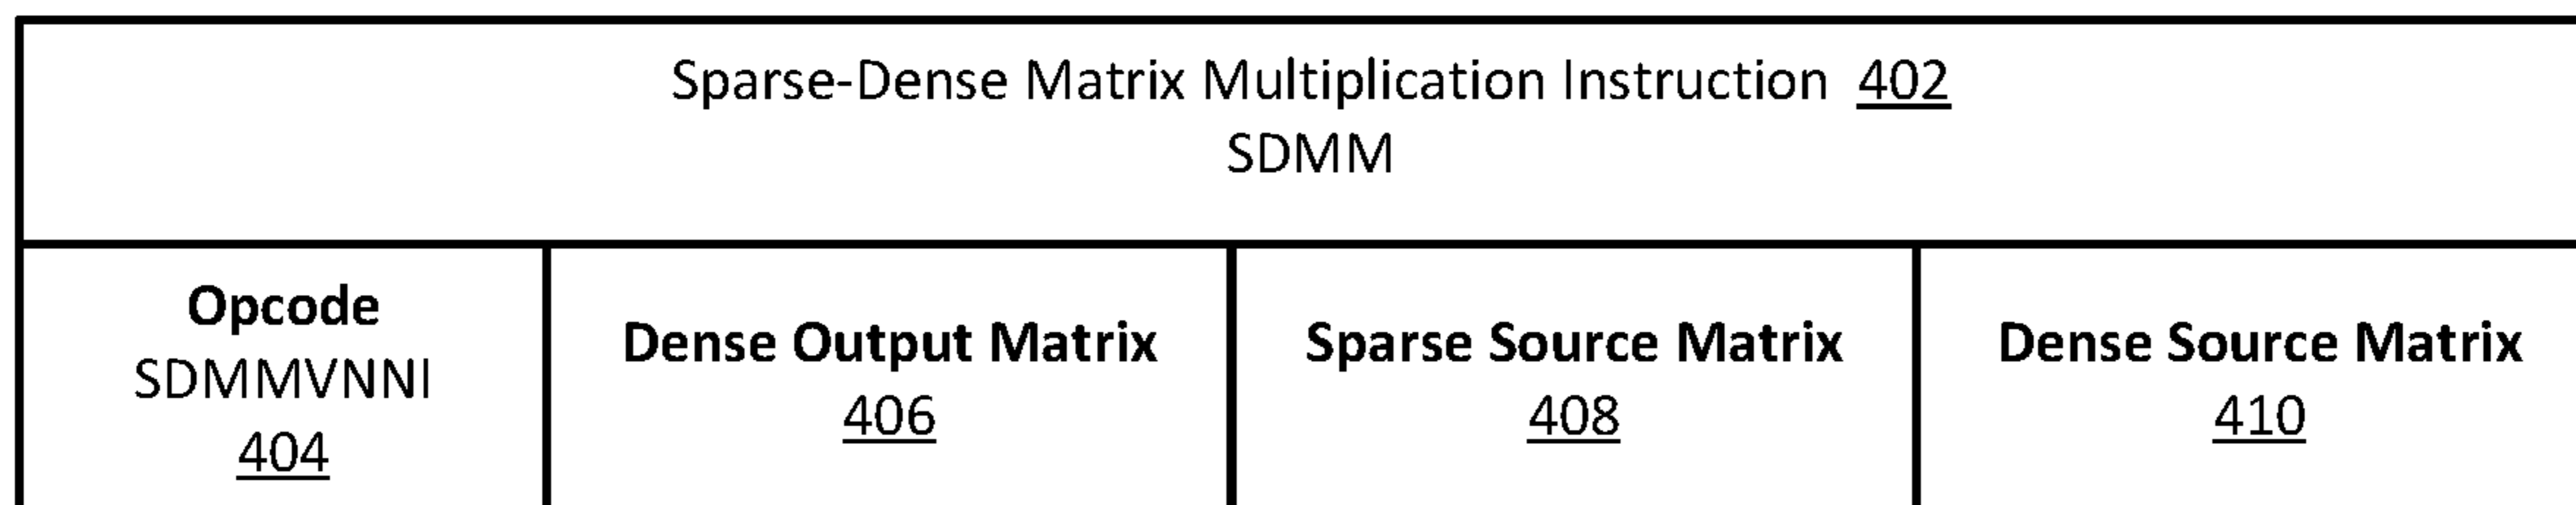 Sparse-Dense Matrix Multiplication Instruction 402
SDMM
Opcode
SDMMVNNI
404
Dense Output Matrix
406
Sparse Source Matrix
408
Dense Source Matrix
410